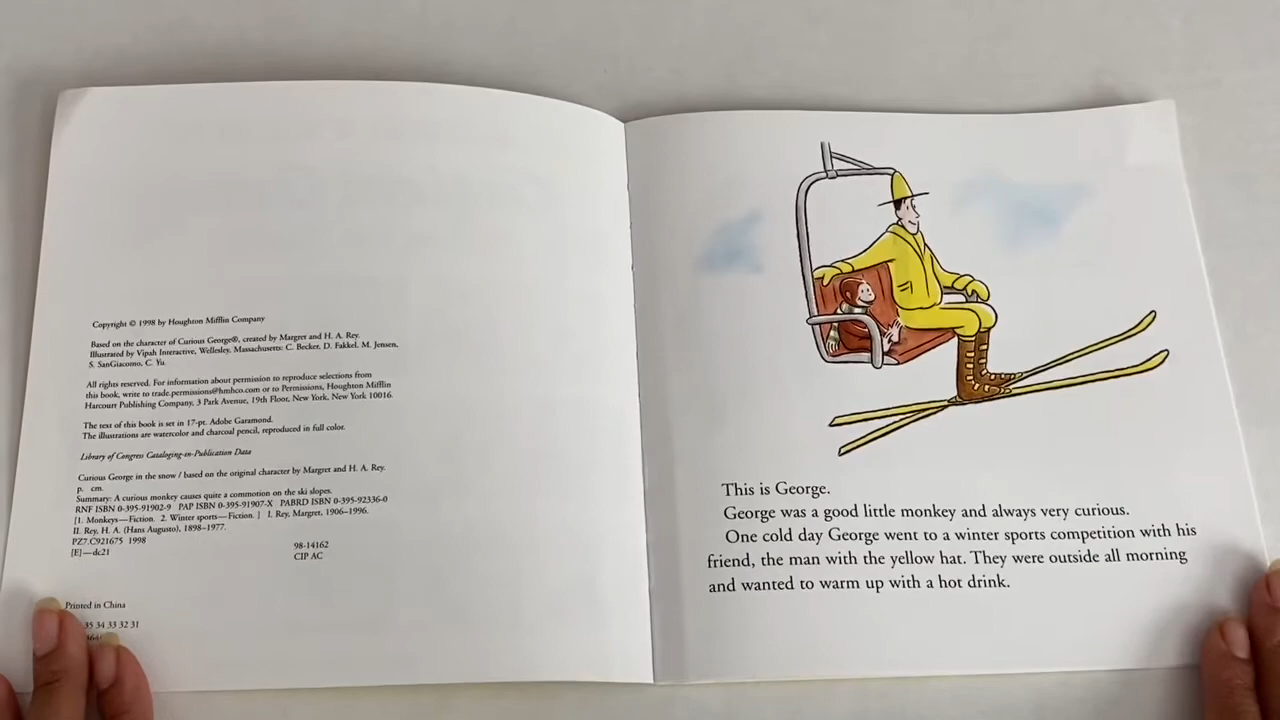 Copyright © 1998 by Houghton Mifflin Company
Based on the character of Curious George®, created by Margret and H. A. Rey.
Illustrated by Vipah Interactive, Wellesley, Massachusetts: C. Becker, D. Fakkel, M. Jensen,
S. SanGiacomo, C. Yu.
All rights reserved. For information about permission to reproduce selections from
this book, write to trade.permissions@hmhco.com or to Permissions, Houghton Mifflin
Harcourt Publishing Company, 3 Park Avenue, 19th Floor, New York, New York 10016.
The text of this book is set in 17-pt. Adobe Garamond.
The illustrations are watercolor and charcoal pencil, reproduced in full color.
Library of Congress Cataloging-in-Publication Data
Curious George in the snow / based on the original character by Margret and H. A. Rey.
p. cm.
Summary: A curious monkey causes quite a commotion on the ski slopes.
RNF ISBN 0-395-91902-9 PAP ISBN 0-395-91907-X PABRD ISBN 0-395-92336-0
[1. Monkeys—Fiction. 2. Winter sports—Fiction. ] I. Rey, Margret, 1906–1996.
II. Rey, H. A. (Hans Augusto), 1898–1977.
PZ7.C921675 1998
[E]—dc21
98-14162
CIP AC
Printed in China
35 34 33 32 31
This is George.
George was a good little monkey and always very curious.
One cold day George went to a winter sports competition with his
friend, the man with the yellow hat. They were outside all morning
and wanted to warm up with a hot drink.